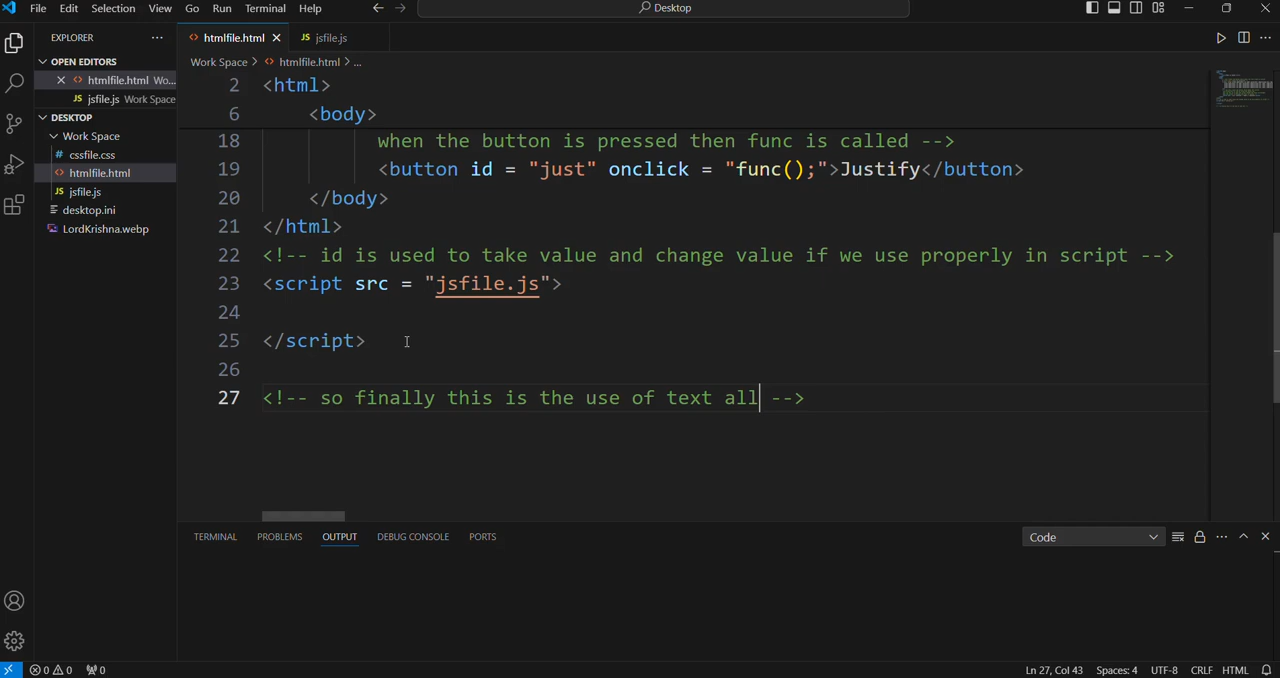 File Edit Selection View Go Run Terminal Help
Desktop
EXPLORER
OPEN EDITORS
htmlfile.html Wo...
JS jsfile.js Work Space
DESKTOP
Work Space
# cssfile.css
<> htmlfile.html
JS jsfile.js
desktop.ini
LordKrishna.webp
<> htmlfile.html
JS jsfile.js
Work Space > <> htmlfile.html > ...
2 <html>
6 <body>
18 when the button is pressed then func is called -->
19 <button id = "just" onclick = "func();">Justify</button>
20 </body>
21 </html>
22 <!-- id is used to take value and change value if we use properly in script -->
23 <script src = "jsfile.js">
24
25 </script>
26
27 <!-- so finally this is the use of text all -->
TERMINAL PROBLEMS OUTPUT DEBUG CONSOLE PORTS
Code
0 0 0
Ln 27, Col 43 Spaces: 4 UTF-8 CRLF HTML